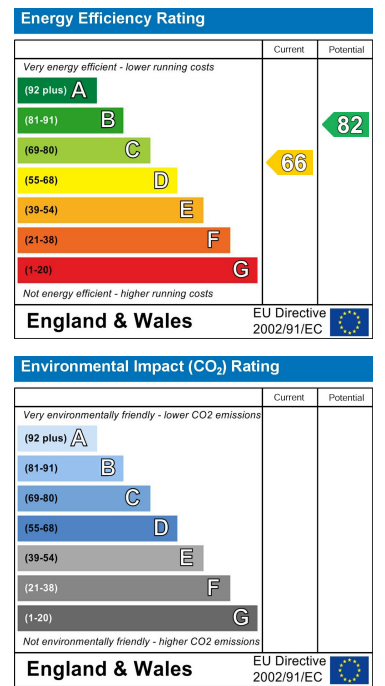 Energy Efficiency Rating
Current Potential
Very energy efficient - lower running costs
(92 plus) A
(81-91) B
82
(69-80) C
66
(55-68) D
(39-54) E
(21-38) F
(1-20) G
Not energy efficient - higher running costs
England & Wales
EU Directive
2002/91/EC
Environmental Impact (CO₂) Rating
Current Potential
Very environmentally friendly - lower CO2 emissions
(92 plus) A
(81-91) B
(69-80) C
(55-68) D
(39-54) E
(21-38) F
(1-20) G
Not environmentally friendly - higher CO2 emissions
England & Wales
EU Directive
2002/91/EC